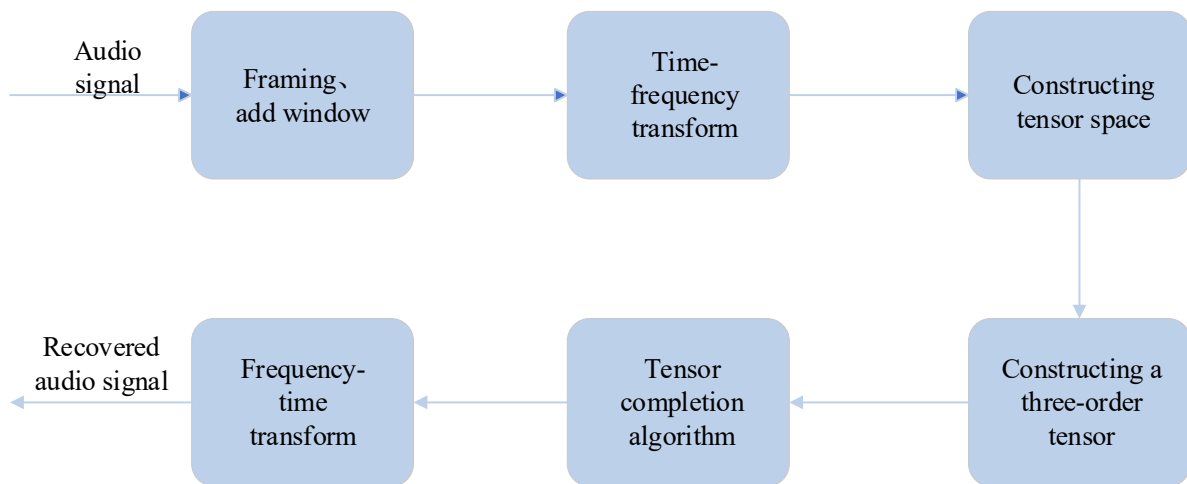 Audio
signal
Framing、
add window
Time-
frequency
transform
Constructing
tensor space
Constructing a
three-order
tensor
Tensor
completion
algorithm
Frequency-
time
transform
Recovered
audio signal